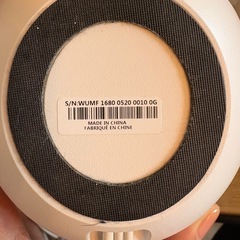 S/N:WUMF 1680 0520 0010 0G
MADE IN CHINA
FABRIQUÉ EN CHINE